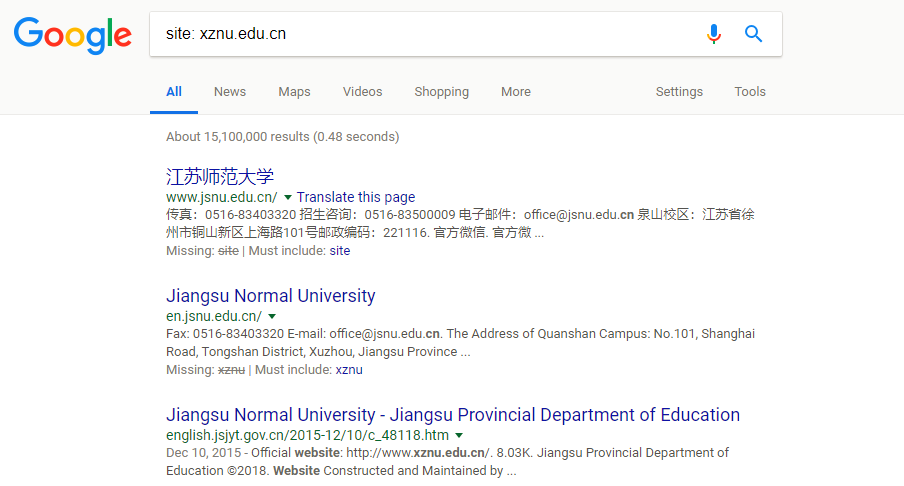 Google
site: xznu.edu.cn
All News Maps Videos Shopping More Settings Tools
About 15,100,000 results (0.48 seconds)
江苏师范大学
www.jsnu.edu.cn/ Translate this page
传真：0516-83403320 招生咨询：0516-83500009 电子邮件：office@jsnu.edu.cn 泉山校区：江苏省徐
州市铜山新区上海路101号邮政编码：221116. 官方微信. 官方微 ...
Missing: site | Must include: site
Jiangsu Normal University
en.jsnu.edu.cn/
Fax: 0516-83403320 E-mail: office@jsnu.edu.cn. The Address of Quanshan Campus: No.101, Shanghai
Road, Tongshan District, Xuzhou, Jiangsu Province ...
Missing: xznu | Must include: xznu
Jiangsu Normal University - Jiangsu Provincial Department of Education
english.jsjyt.gov.cn/2015-12/10/c_48118.htm
Dec 10, 2015 - Official website: http://www.xznu.edu.cn/. 8.03K. Jiangsu Provincial Department of
Education ©2018. Website Constructed and Maintained by ...